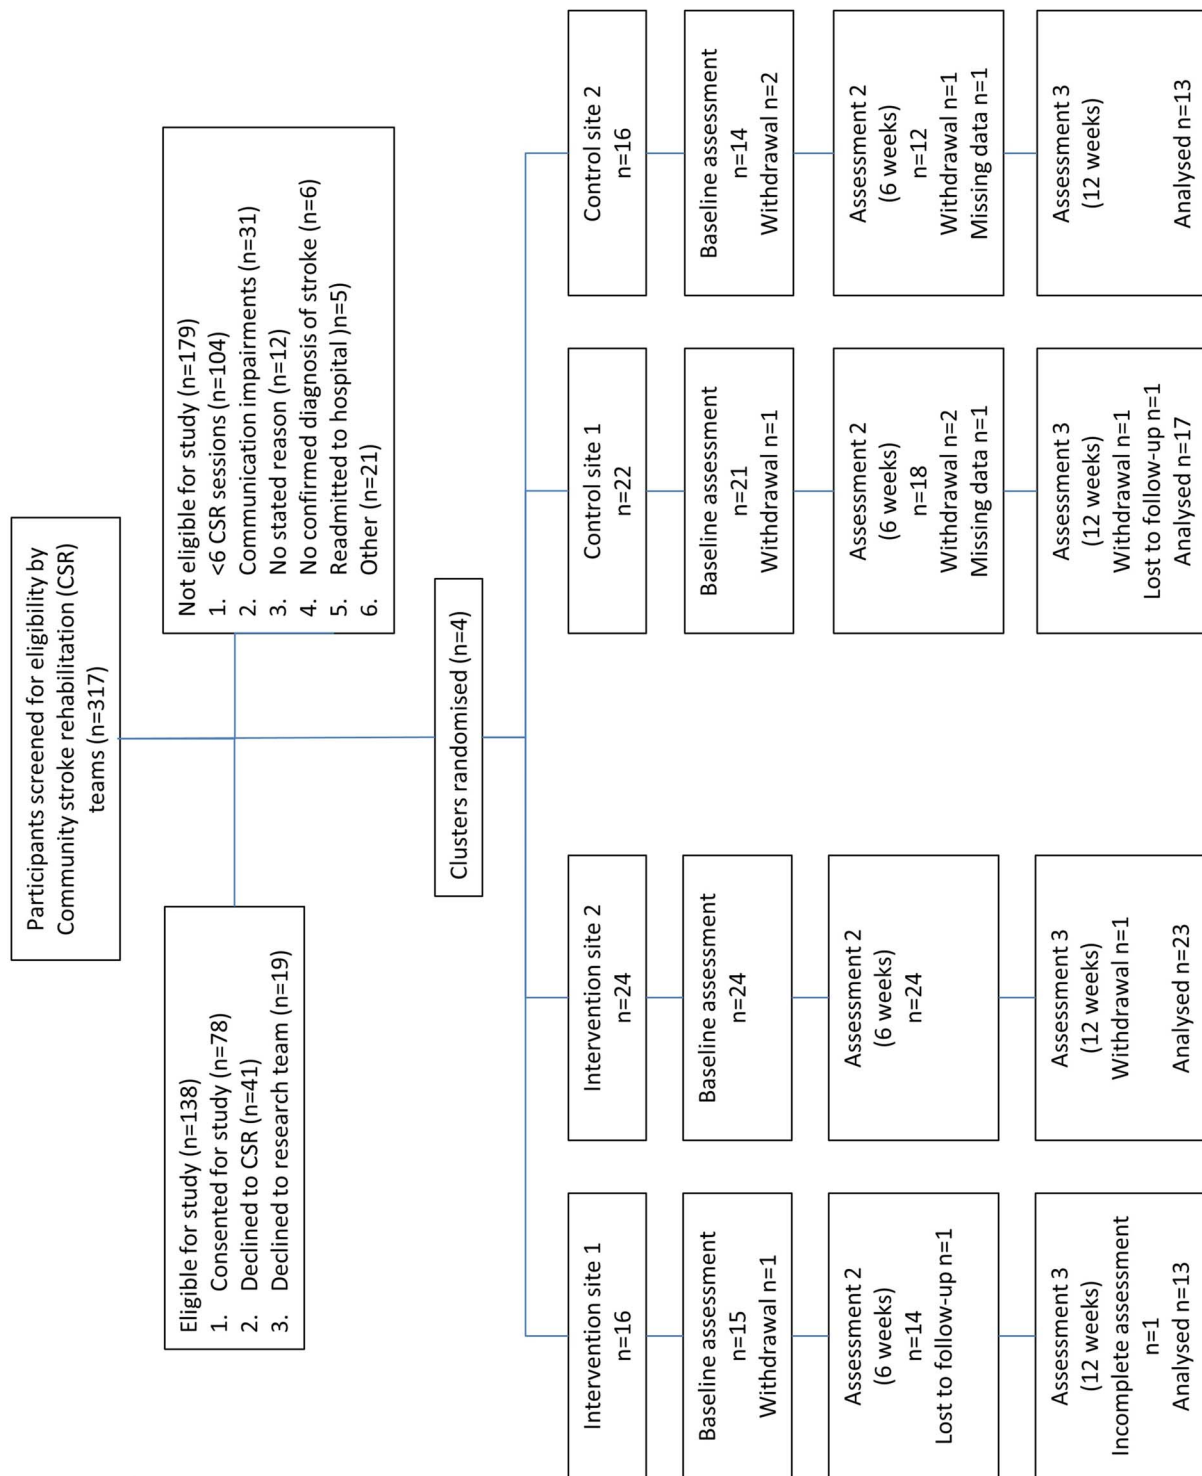 Participants screened for eligibility by
Community stroke rehabilitation (CSR)
teams (n=317)
Eligible for study (n=138)
1. Consented for study (n=78)
2. Declined to CSR (n=41)
3. Declined to research team (n=19)
Not eligible for study (n=179)
1. <6 CSR sessions (n=104)
2. Communication impairments (n=31)
3. No stated reason (n=12)
4. No confirmed diagnosis of stroke (n=6)
5. Readmitted to hospital )n=5)
6. Other (n=21)
Clusters randomised (n=4)
Intervention site 1
n=16
Baseline assessment
n=15
Withdrawal n=1
Assessment 2
(6 weeks)
n=14
Lost to follow-up n=1
Assessment 3
(12 weeks)
Incomplete assessment
n=1
Analysed n=13
Intervention site 2
n=24
Baseline assessment
n=24
Assessment 2
(6 weeks)
n=24
Assessment 3
(12 weeks)
Withdrawal n=1
Analysed n=23
Control site 1
n=22
Baseline assessment
n=21
Withdrawal n=1
Assessment 2
(6 weeks)
n=18
Withdrawal n=2
Missing data n=1
Assessment 3
(12 weeks)
Withdrawal n=1
Lost to follow-up n=1
Analysed n=17
Control site 2
n=16
Baseline assessment
n=14
Withdrawal n=2
Assessment 2
(6 weeks)
n=12
Withdrawal n=1
Missing data n=1
Assessment 3
(12 weeks)
Analysed n=13